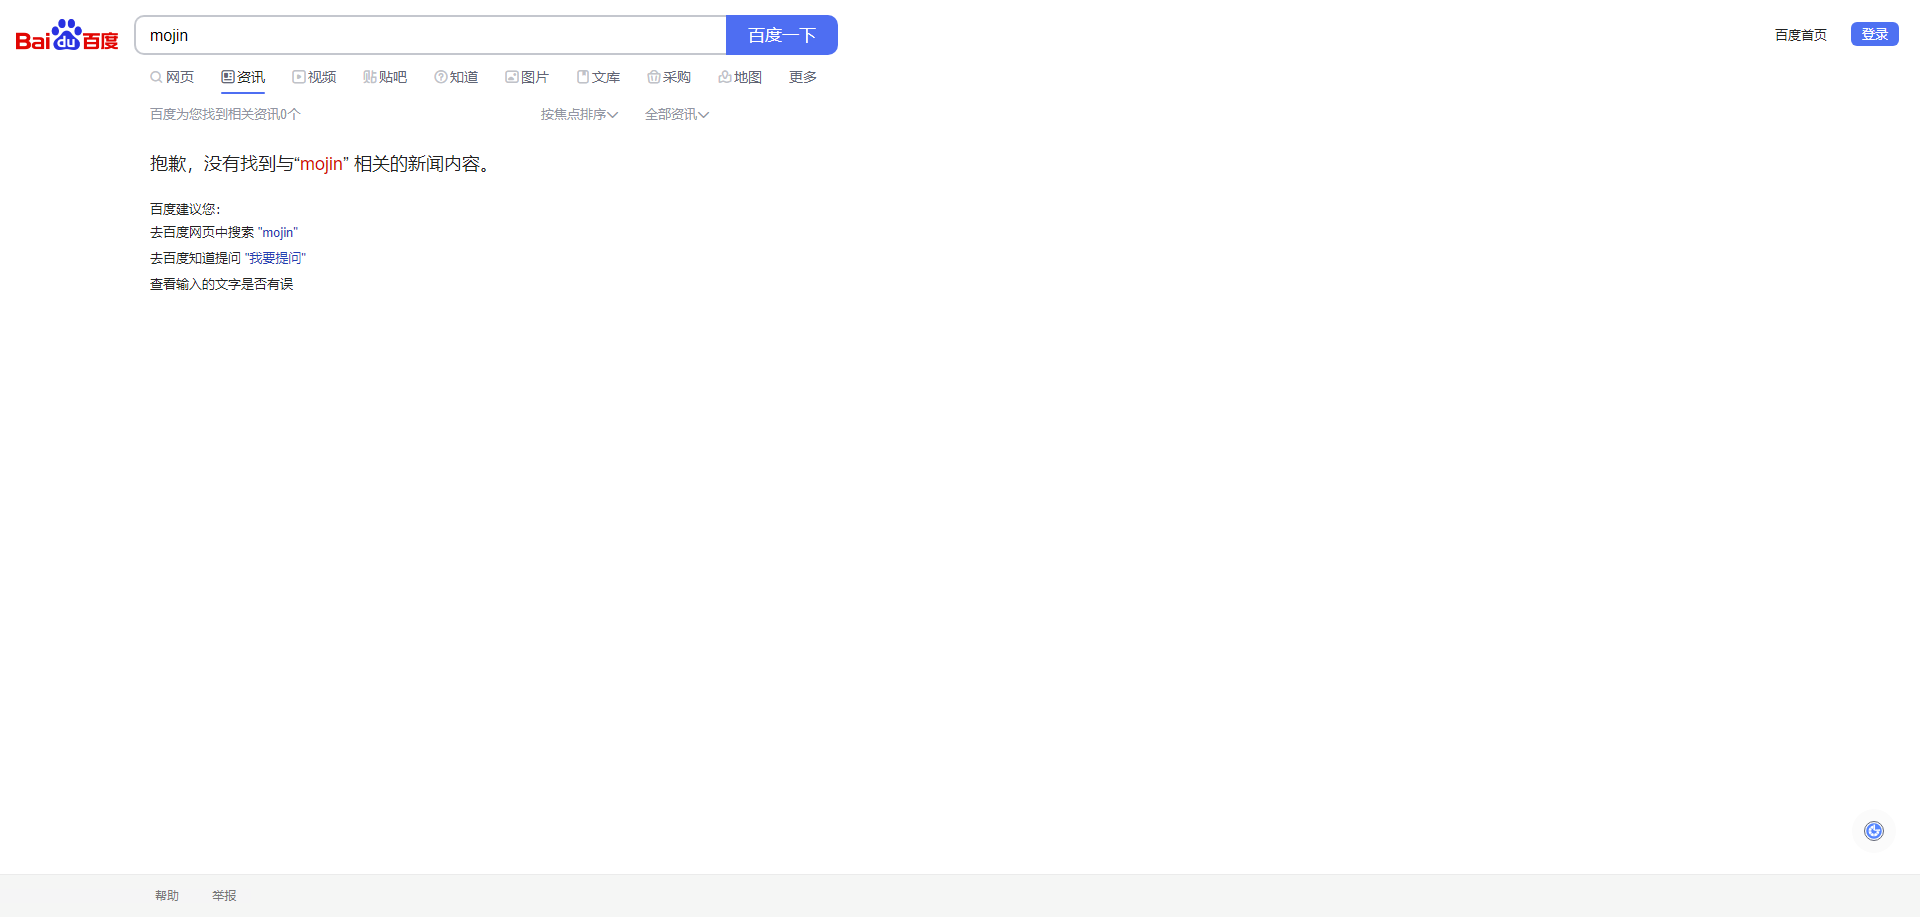 Bai du 百度 mojin 百度一下 百度首页 登录
网页 资讯 视频 贴吧 知道 图片 文库 采购 地图 更多
百度为您找到相关资讯0个 按焦点排序 全部资讯
抱歉，没有找到与“mojin” 相关的新闻内容。
百度建议您：
去百度网页中搜索 "mojin"
去百度知道提问 "我要提问"
查看输入的文字是否有误
帮助 举报